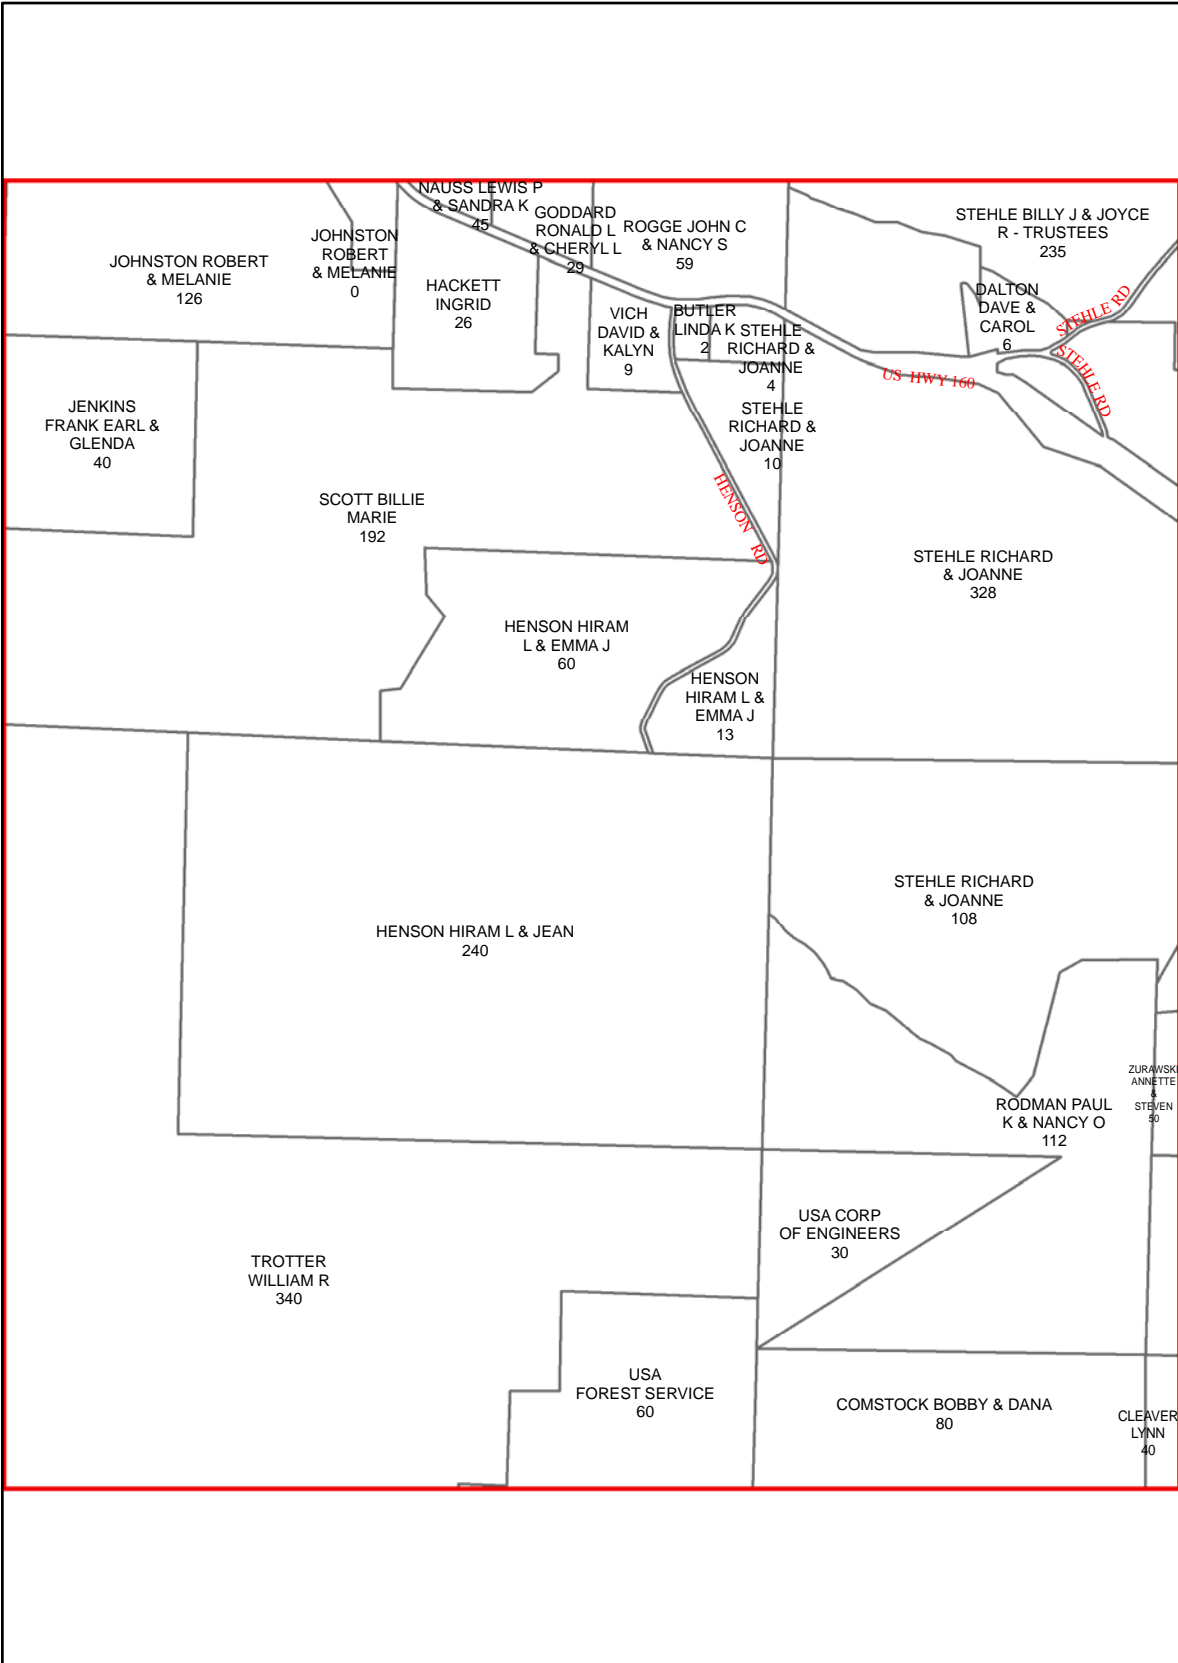 NAUSS LEWIS P
& SANDRA K
45
GODDARD
RONALD L
& CHERYL L
29
ROGGE JOHN C
& NANCY S
59
STEHLE BILLY J & JOYCE
R - TRUSTEES
235
JOHNSTON ROBERT
& MELANIE
126
JOHNSTON
ROBERT
& MELANIE
0
HACKETT
INGRID
26
VICH
DAVID &
KALYN
9
BUTLER
LINDA K
2
STEHLE
RICHARD &
JOANNE
4
DALTON
DAVE &
CAROL
6
STEHLE RD
STEHLE RD
US HWY 160
JENKINS
FRANK EARL &
GLENDA
40
STEHLE
RICHARD &
JOANNE
10
HENSON RD
SCOTT BILLIE
MARIE
192
STEHLE RICHARD
& JOANNE
328
HENSON HIRAM
L & EMMA J
60
HENSON
HIRAM L &
EMMA J
13
HENSON HIRAM L & JEAN
240
STEHLE RICHARD
& JOANNE
108
ZURAWSKI
ANNETTE
&
STEVEN
50
RODMAN PAUL
K & NANCY O
112
USA CORP
OF ENGINEERS
30
TROTTER
WILLIAM R
340
USA
FOREST SERVICE
60
COMSTOCK BOBBY & DANA
80
CLEAVER
LYNN
40